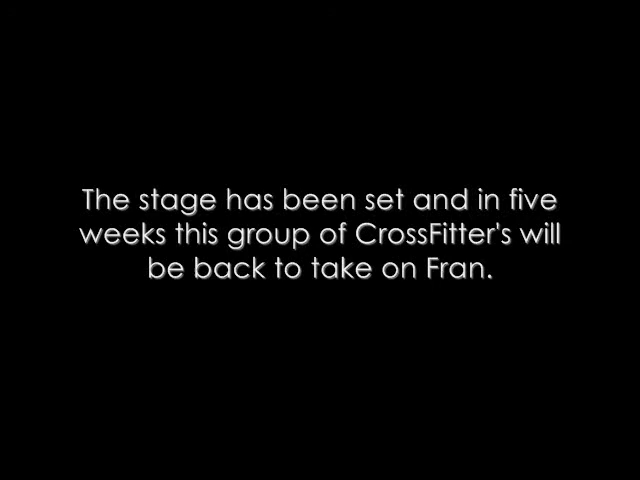 The stage has been set and in five
weeks this group of CrossFitter's will
be back to take on Fran.